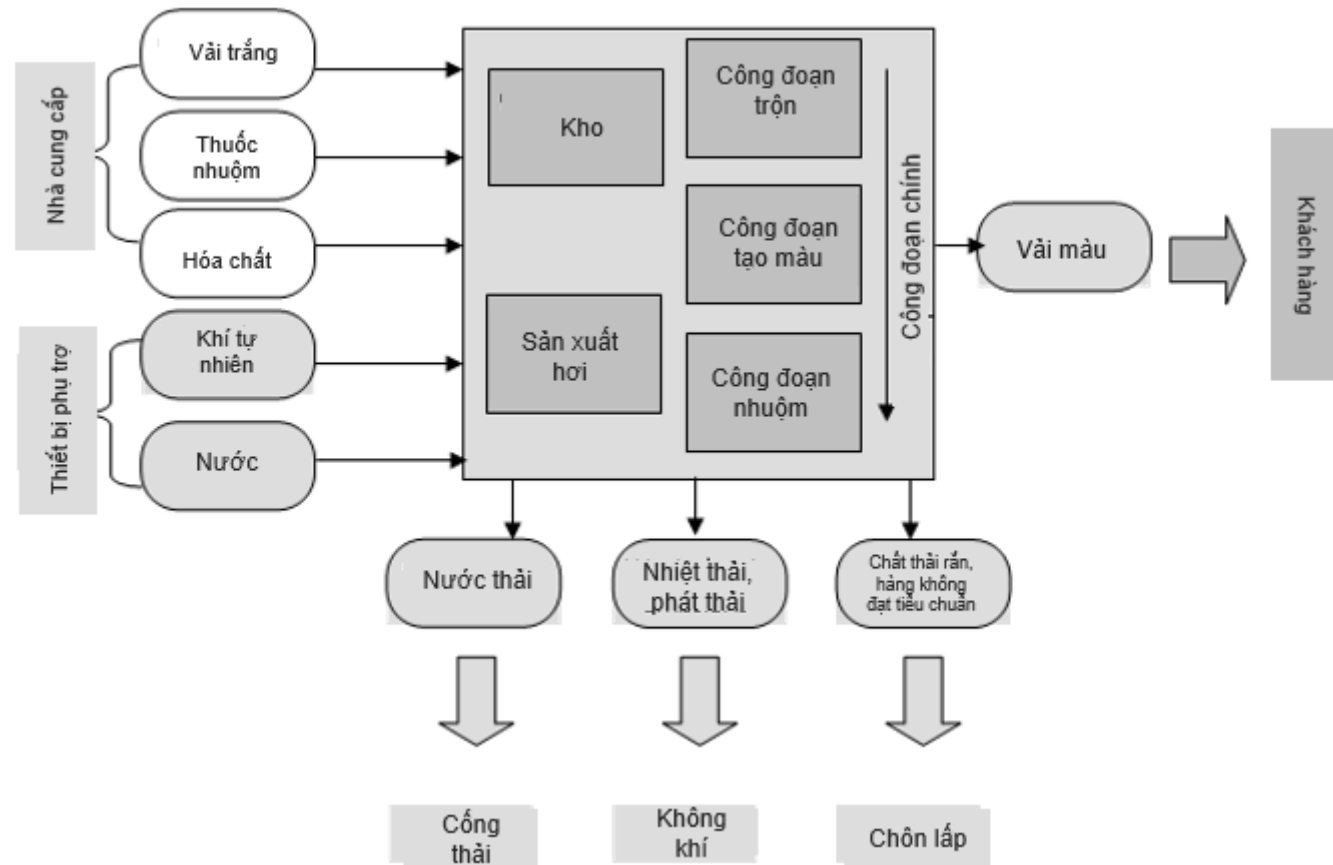 Nhà cung cấp
Vải trắng
Thuốc
nhuộm
Hóa chất
Thiết bị phụ trợ
Khí tự
nhiên
Nước
Kho
Sản xuất
hơi
Công đoạn
trộn
Công đoạn
tạo màu
Công đoạn
nhuộm
Công đoạn chính
Vải màu
Khách hàng
Nước thải
Nhiệt thải,
phát thải
Chất thải rắn,
hàng không
đạt tiêu chuẩn
Cống
thải
Không
khí
Chôn lấp